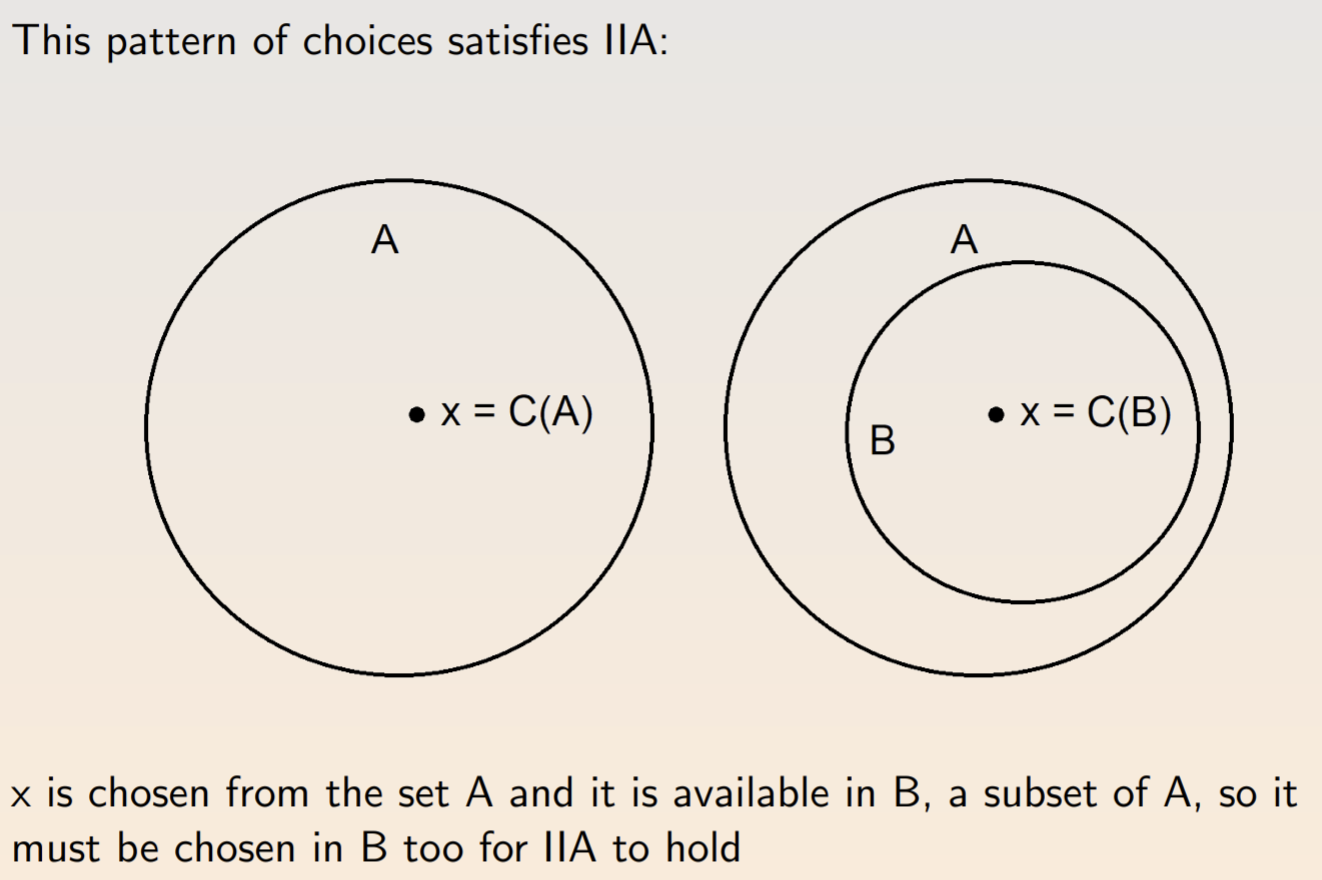 This pattern of choices satisfies IIA:
A
A
x = C(A)
x = C(B)
B
x is chosen from the set A and it is available in B, a subset of A, so it
must be chosen in B too for IIA to hold